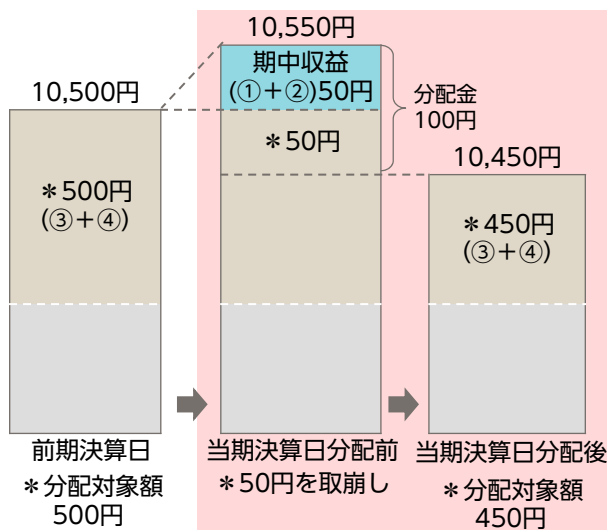 10,500円
＊500円
(③＋④)
前期決算日
＊分配対象額
500円
10,550円
期中収益
(①＋②)50円
＊50円
分配金
100円
当期決算日分配前
＊50円を取崩し
10,450円
＊450円
(③＋④)
当期決算日分配後
＊分配対象額
450円